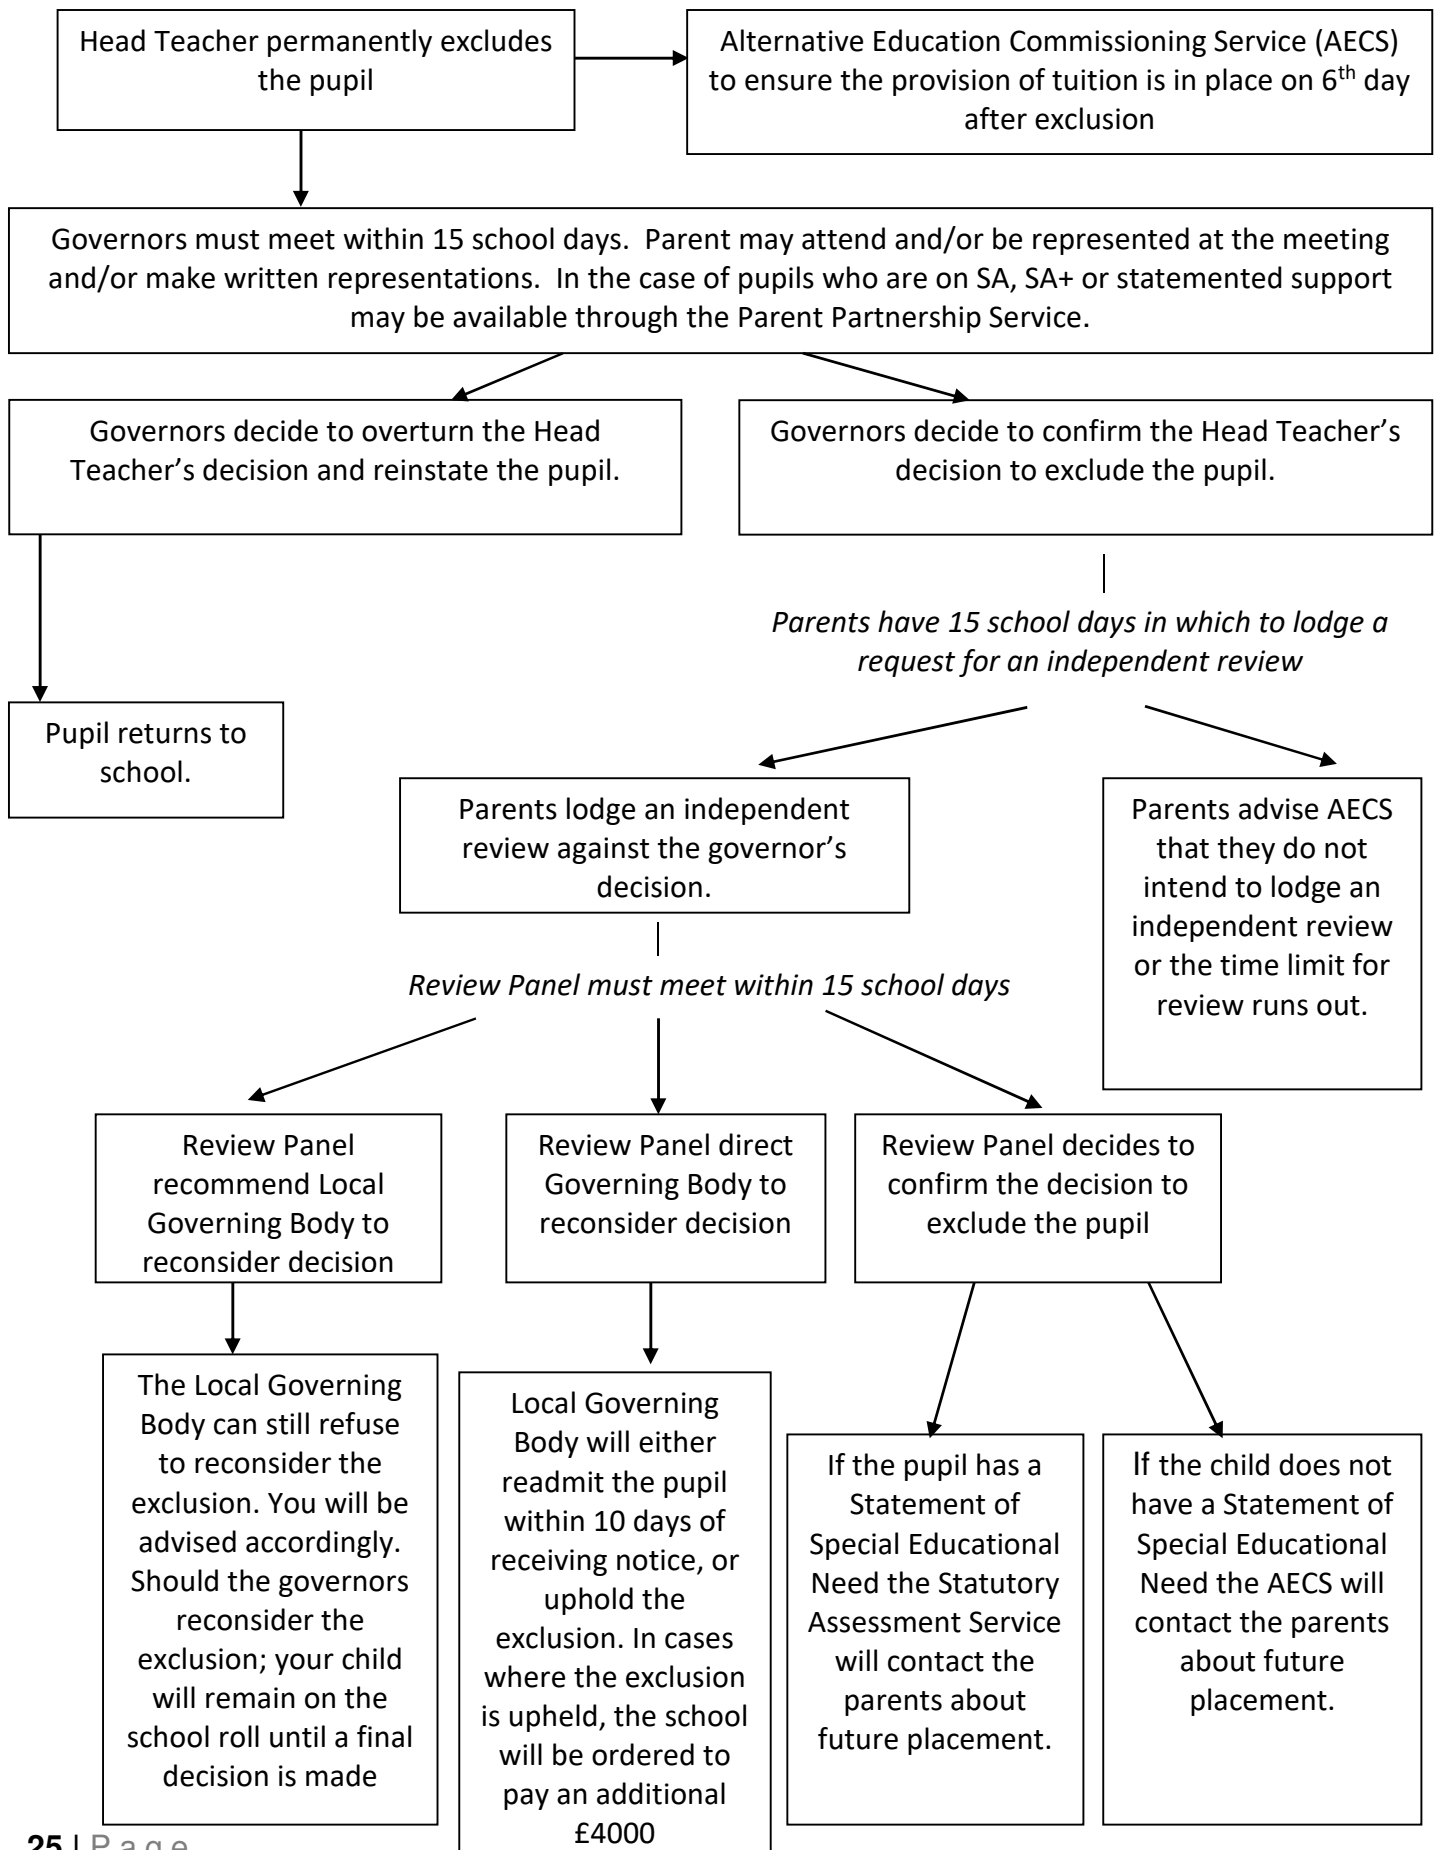 Head Teacher permanently excludes
the pupil
Alternative Education Commissioning Service (AECS)
to ensure the provision of tuition is in place on 6th day
after exclusion
Governors must meet within 15 school days.  Parent may attend and/or be represented at the meeting
and/or make written representations.  In the case of pupils who are on SA, SA+ or statemented support
may be available through the Parent Partnership Service.
Governors decide to overturn the Head
Teacher’s decision and reinstate the pupil.
Governors decide to confirm the Head Teacher’s
decision to exclude the pupil.
Parents have 15 school days in which to lodge a
request for an independent review
Pupil returns to
school.
Parents lodge an independent
review against the governor’s
decision.
Parents advise AECS
that they do not
intend to lodge an
independent review
or the time limit for
review runs out.
Review Panel must meet within 15 school days
Review Panel
recommend Local
Governing Body to
reconsider decision
Review Panel direct
Governing Body to
reconsider decision
Review Panel decides to
confirm the decision to
exclude the pupil
The Local Governing
Body can still refuse
to reconsider the
exclusion. You will be
advised accordingly.
Should the governors
reconsider the
exclusion; your child
will remain on the
school roll until a final
decision is made
Local Governing
Body will either
readmit the pupil
within 10 days of
receiving notice, or
uphold the
exclusion. In cases
where the exclusion
is upheld, the school
will be ordered to
pay an additional
£4000
If the pupil has a
Statement of
Special Educational
Need the Statutory
Assessment Service
will contact the
parents about
future placement.
If the child does not
have a Statement of
Special Educational
Need the AECS will
contact the parents
about future
placement.
25 | Page